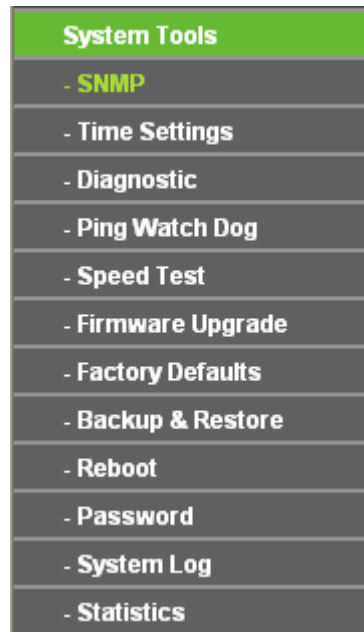 System Tools
- SNMP
- Time Settings
- Diagnostic
- Ping Watch Dog
- Speed Test
- Firmware Upgrade
- Factory Defaults
- Backup & Restore
- Reboot
- Password
- System Log
- Statistics